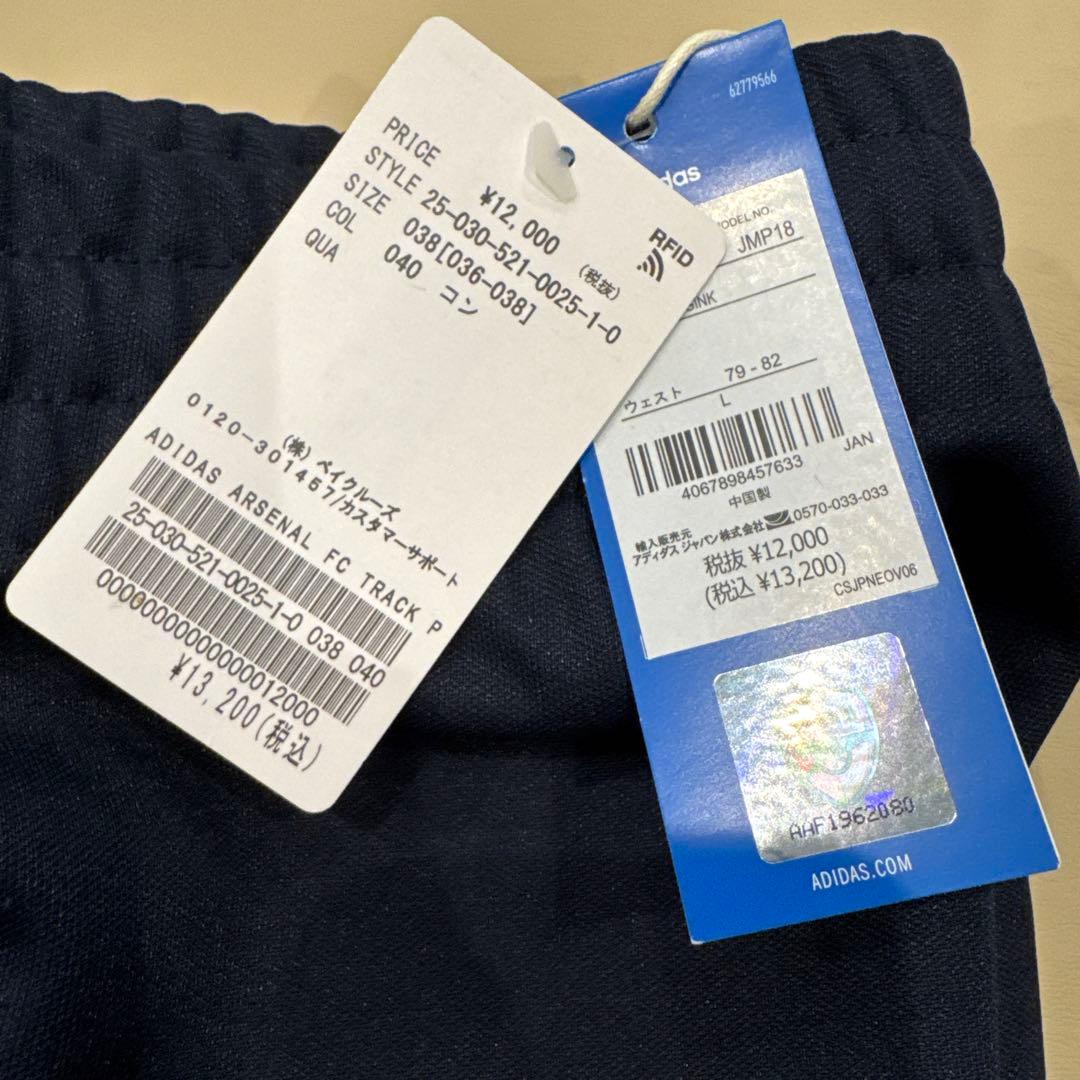 PRICE ¥12,000 (税抜)
STYLE 25-030-521-0025-1-0
SIZE 038[036-038]
COL 040 コン
QUA
RFID
(株) ベイクルーズ
0120-301457/カスタマーサポート
ADIDAS ARSENAL FC TRACK P
25-030-521-0025-1-0 038 040
0000000000000012000
¥13,200(税込)
62779566
das
MODEL NO.
JMP18
GINK
ウェスト 79-82
L
4067898457633
JAN
中国製
輸入販売元
アディダス ジャパン株式会社 0570-033-033
税抜 ¥12,000
(税込 ¥13,200)
CSJPNEOV06
AAF1962080
ADIDAS.COM